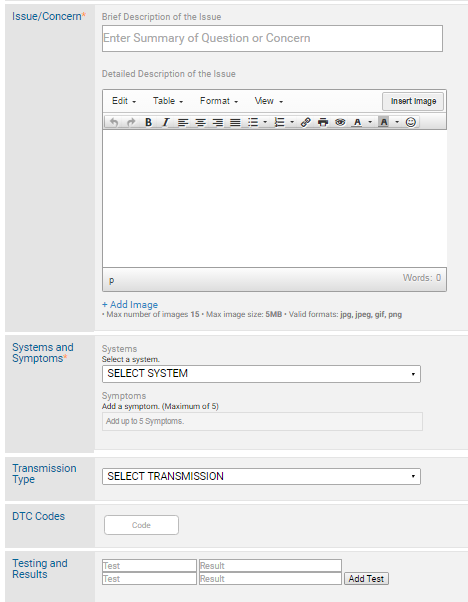 Issue/Concern*
Brief Description of the Issue
Enter Summary of Question or Concern
Detailed Description of the Issue
Edit Table Format View Insert Image
B I A A
p Words: 0
+ Add Image
• Max number of images 15 • Max image size: 5MB • Valid formats: jpg, jpeg, gif, png
Systems and
Symptoms*
Systems
Select a system.
SELECT SYSTEM
Symptoms
Add a symptom. (Maximum of 5)
Add up to 5 Symptoms.
Transmission
Type
SELECT TRANSMISSION
DTC Codes
Code
Testing and
Results
Test Result
Test Result Add Test